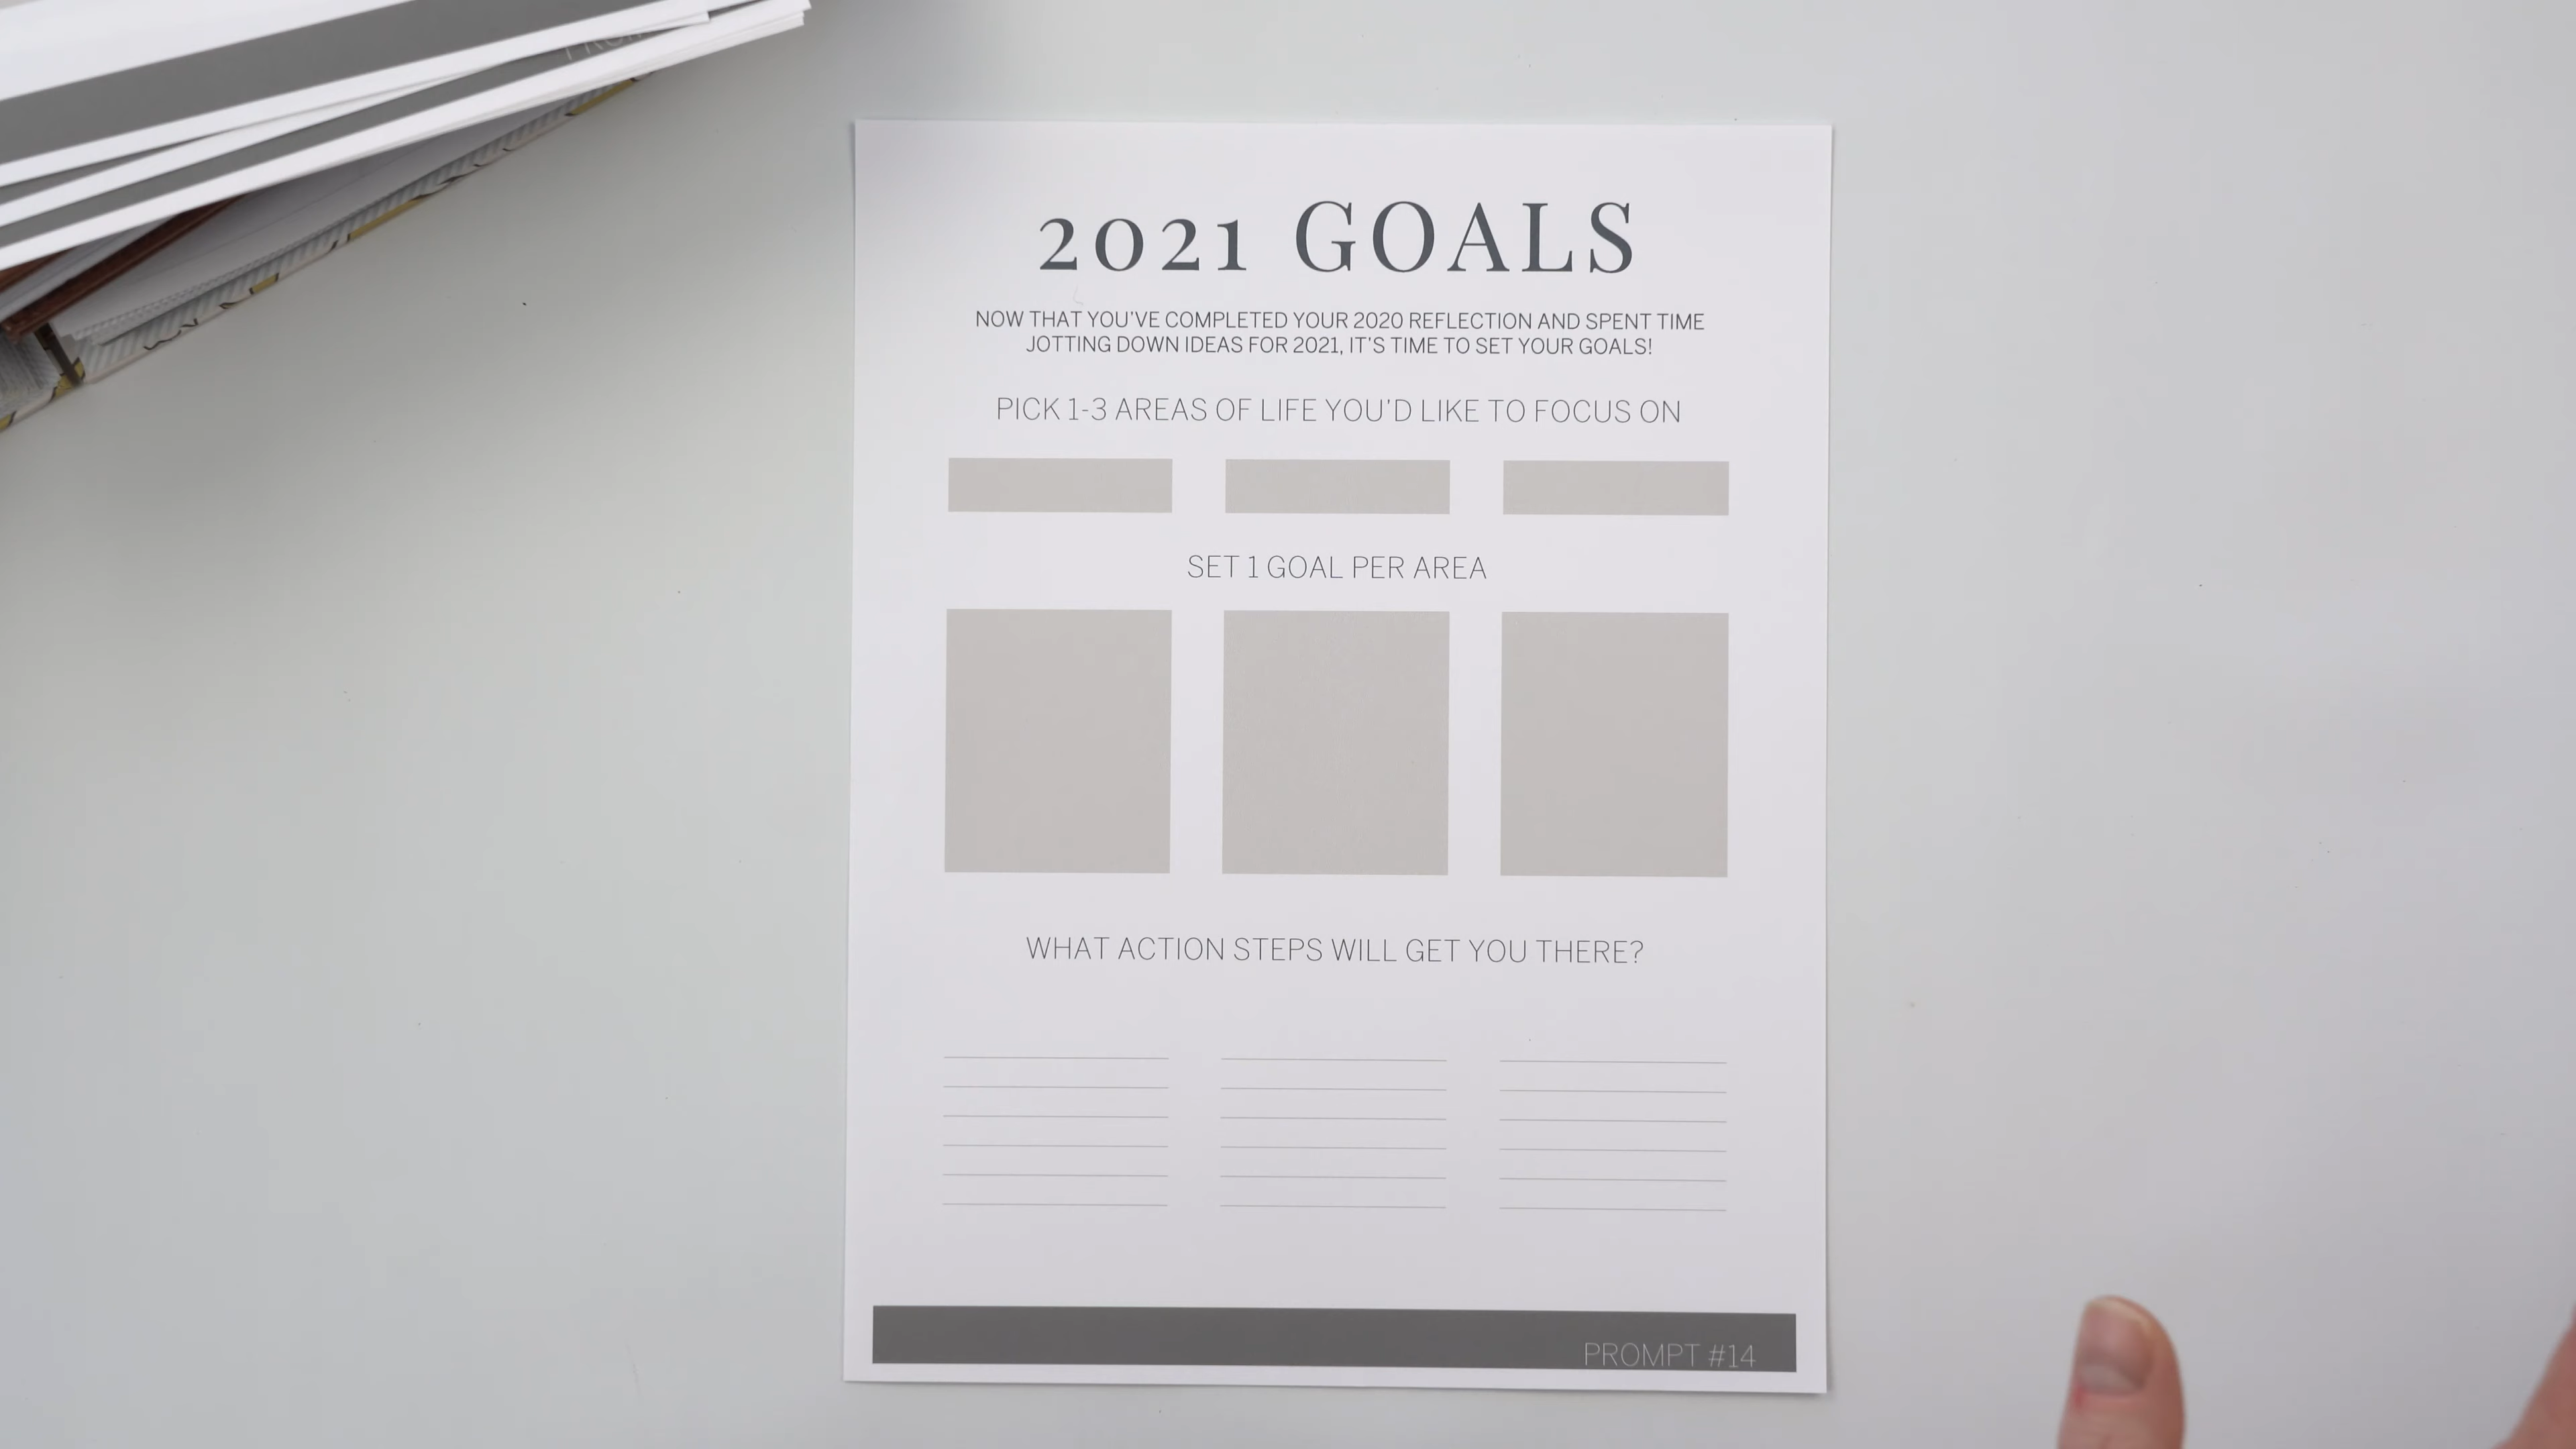 2021 GOALS
NOW THAT YOU'VE COMPLETED YOUR 2020 REFLECTION AND SPENT TIME
JOTTING DOWN IDEAS FOR 2021, IT'S TIME TO SET YOUR GOALS!
PICK 1-3 AREAS OF LIFE YOU'D LIKE TO FOCUS ON
SET 1 GOAL PER AREA
WHAT ACTION STEPS WILL GET YOU THERE?
PROMPT #14